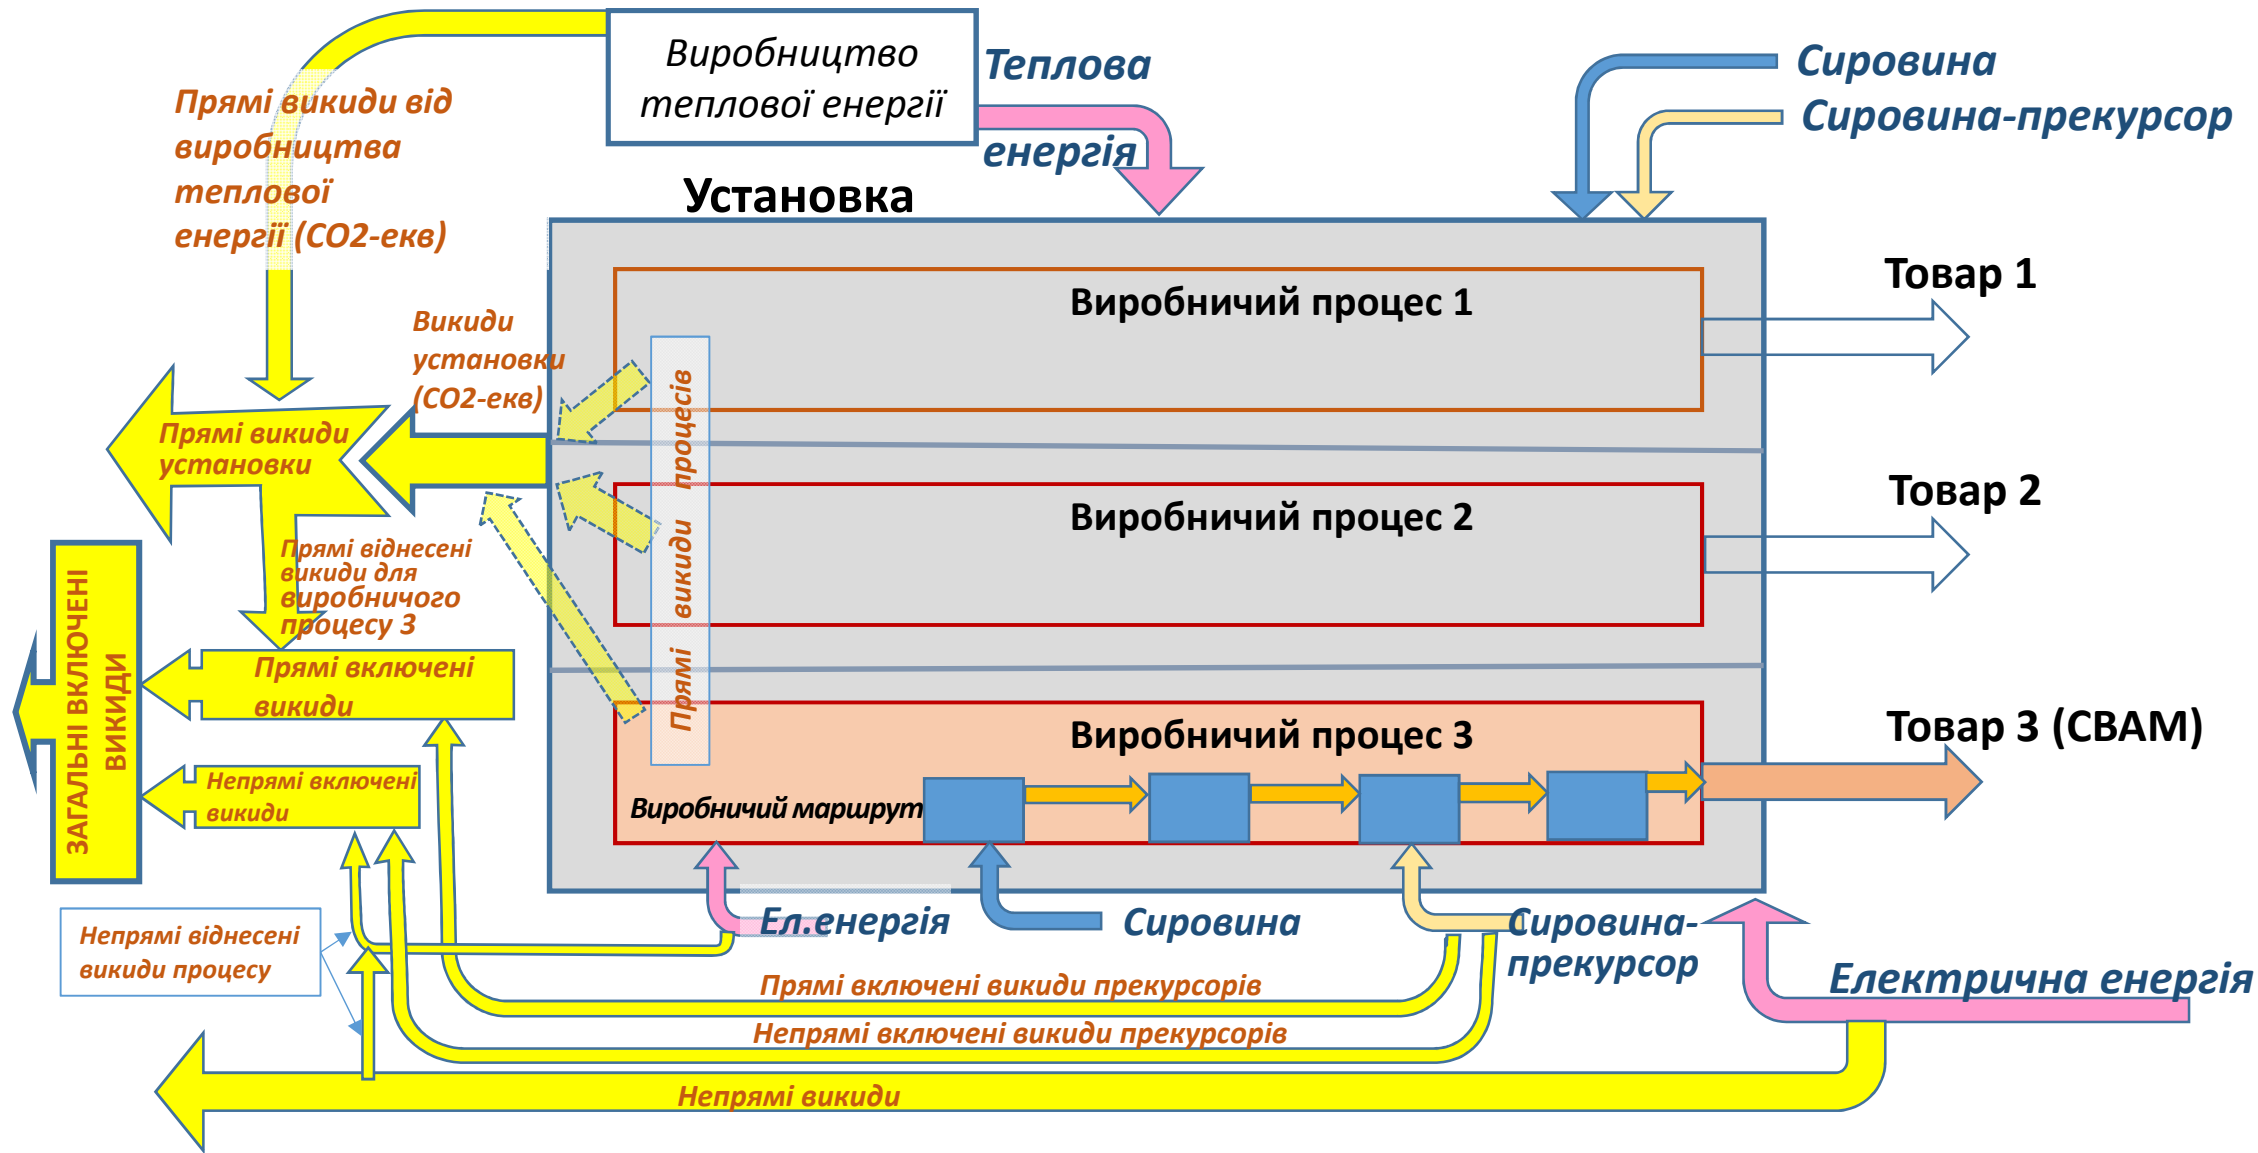 Виробництво
теплової енергії
Теплова
енергія
Сировина
Сировина-прекурсор
Прямі викиди від
виробництва
теплової
енергії (СО2-екв)
Установка
Товар 1
Виробничий процес 1
Викиди
установки
(СО2-екв)
Прямі викиди процесів
Прямі викиди
установки
Товар 2
Виробничий процес 2
Прямі віднесені
викиди для
виробничого
процесу 3
ЗАГАЛЬНІ ВКЛЮЧЕНІ
ВИКИДИ
Прямі включені
викиди
Товар 3 (СВАМ)
Виробничий процес 3
Непрямі включені
викиди
Виробничий маршрут
Ел.енергія
Сировина
Сировина-
прекурсор
Непрямі віднесені
викиди процесу
Електрична енергія
Прямі включені викиди прекурсорів
Непрямі включені викиди прекурсорів
Непрямі викиди